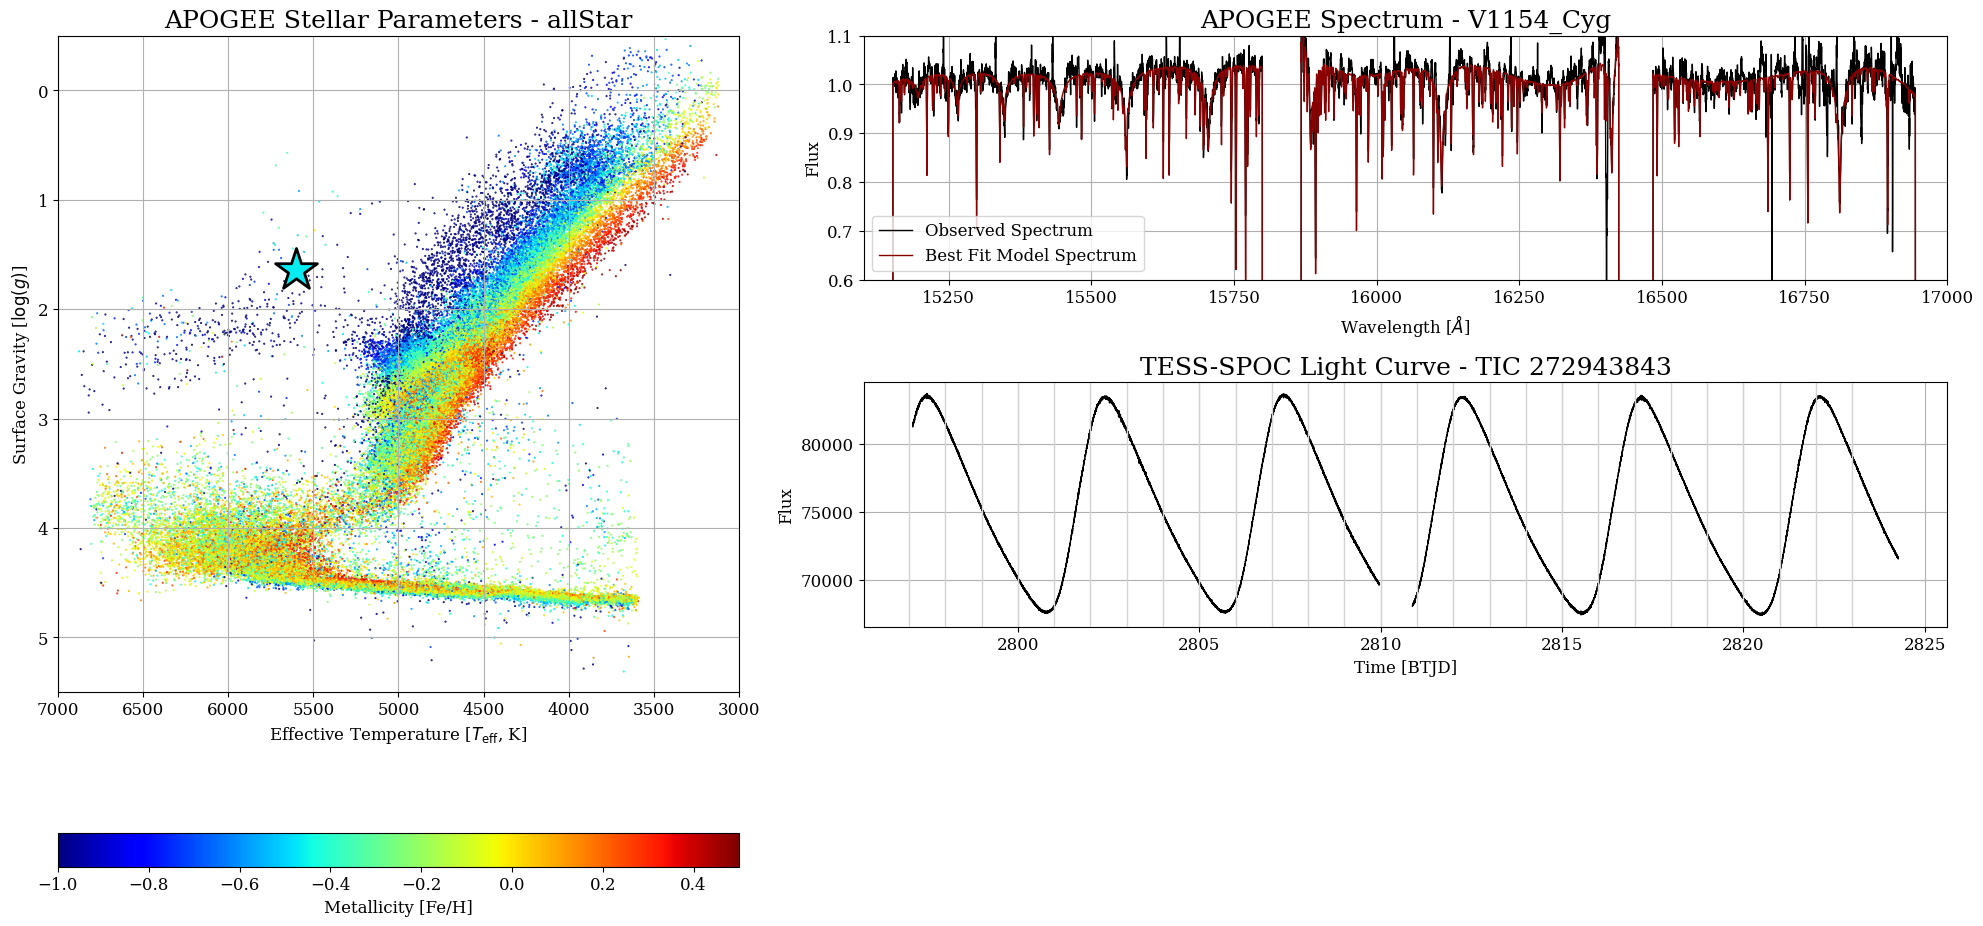 APOGEE Stellar Parameters - allStar
0
1
2
3
4
5
Surface Gravity [log(g)]
7000 6500 6000 5500 5000 4500 4000 3500 3000
Effective Temperature [Teff, K]
−1.0 −0.8 −0.6 −0.4 −0.2 0.0 0.2 0.4
Metallicity [Fe/H]
APOGEE Spectrum - V1154_Cyg
1.1
1.0
0.9
0.8
0.7
0.6
Flux
Observed Spectrum
Best Fit Model Spectrum
15250 15500 15750 16000 16250 16500 16750 17000
Wavelength [Å]
TESS-SPOC Light Curve - TIC 272943843
80000
75000
70000
Flux
2800 2805 2810 2815 2820 2825
Time [BTJD]